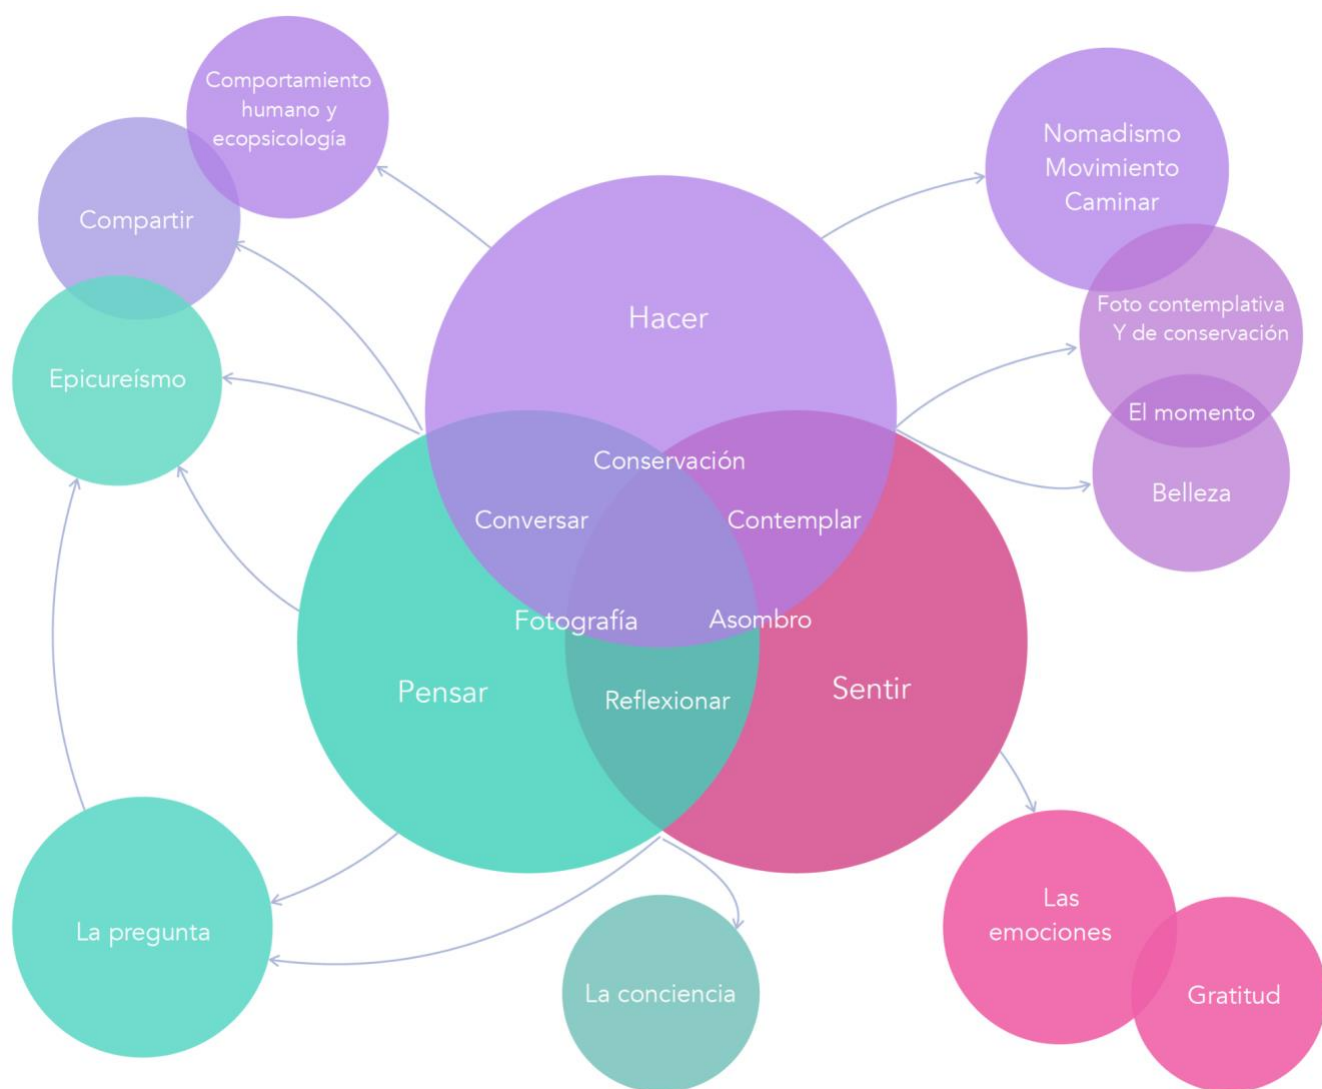 Comportamiento
humano y
ecopsicología
Compartir
Epicureísmo
Nomadismo
Movimiento
Caminar
Foto contemplativa
Y de conservación
El momento
Belleza
Hacer
Conservación
Conversar
Contemplar
Fotografía
Asombro
Pensar
Reflexionar
Sentir
La pregunta
La conciencia
Las
emociones
Gratitud